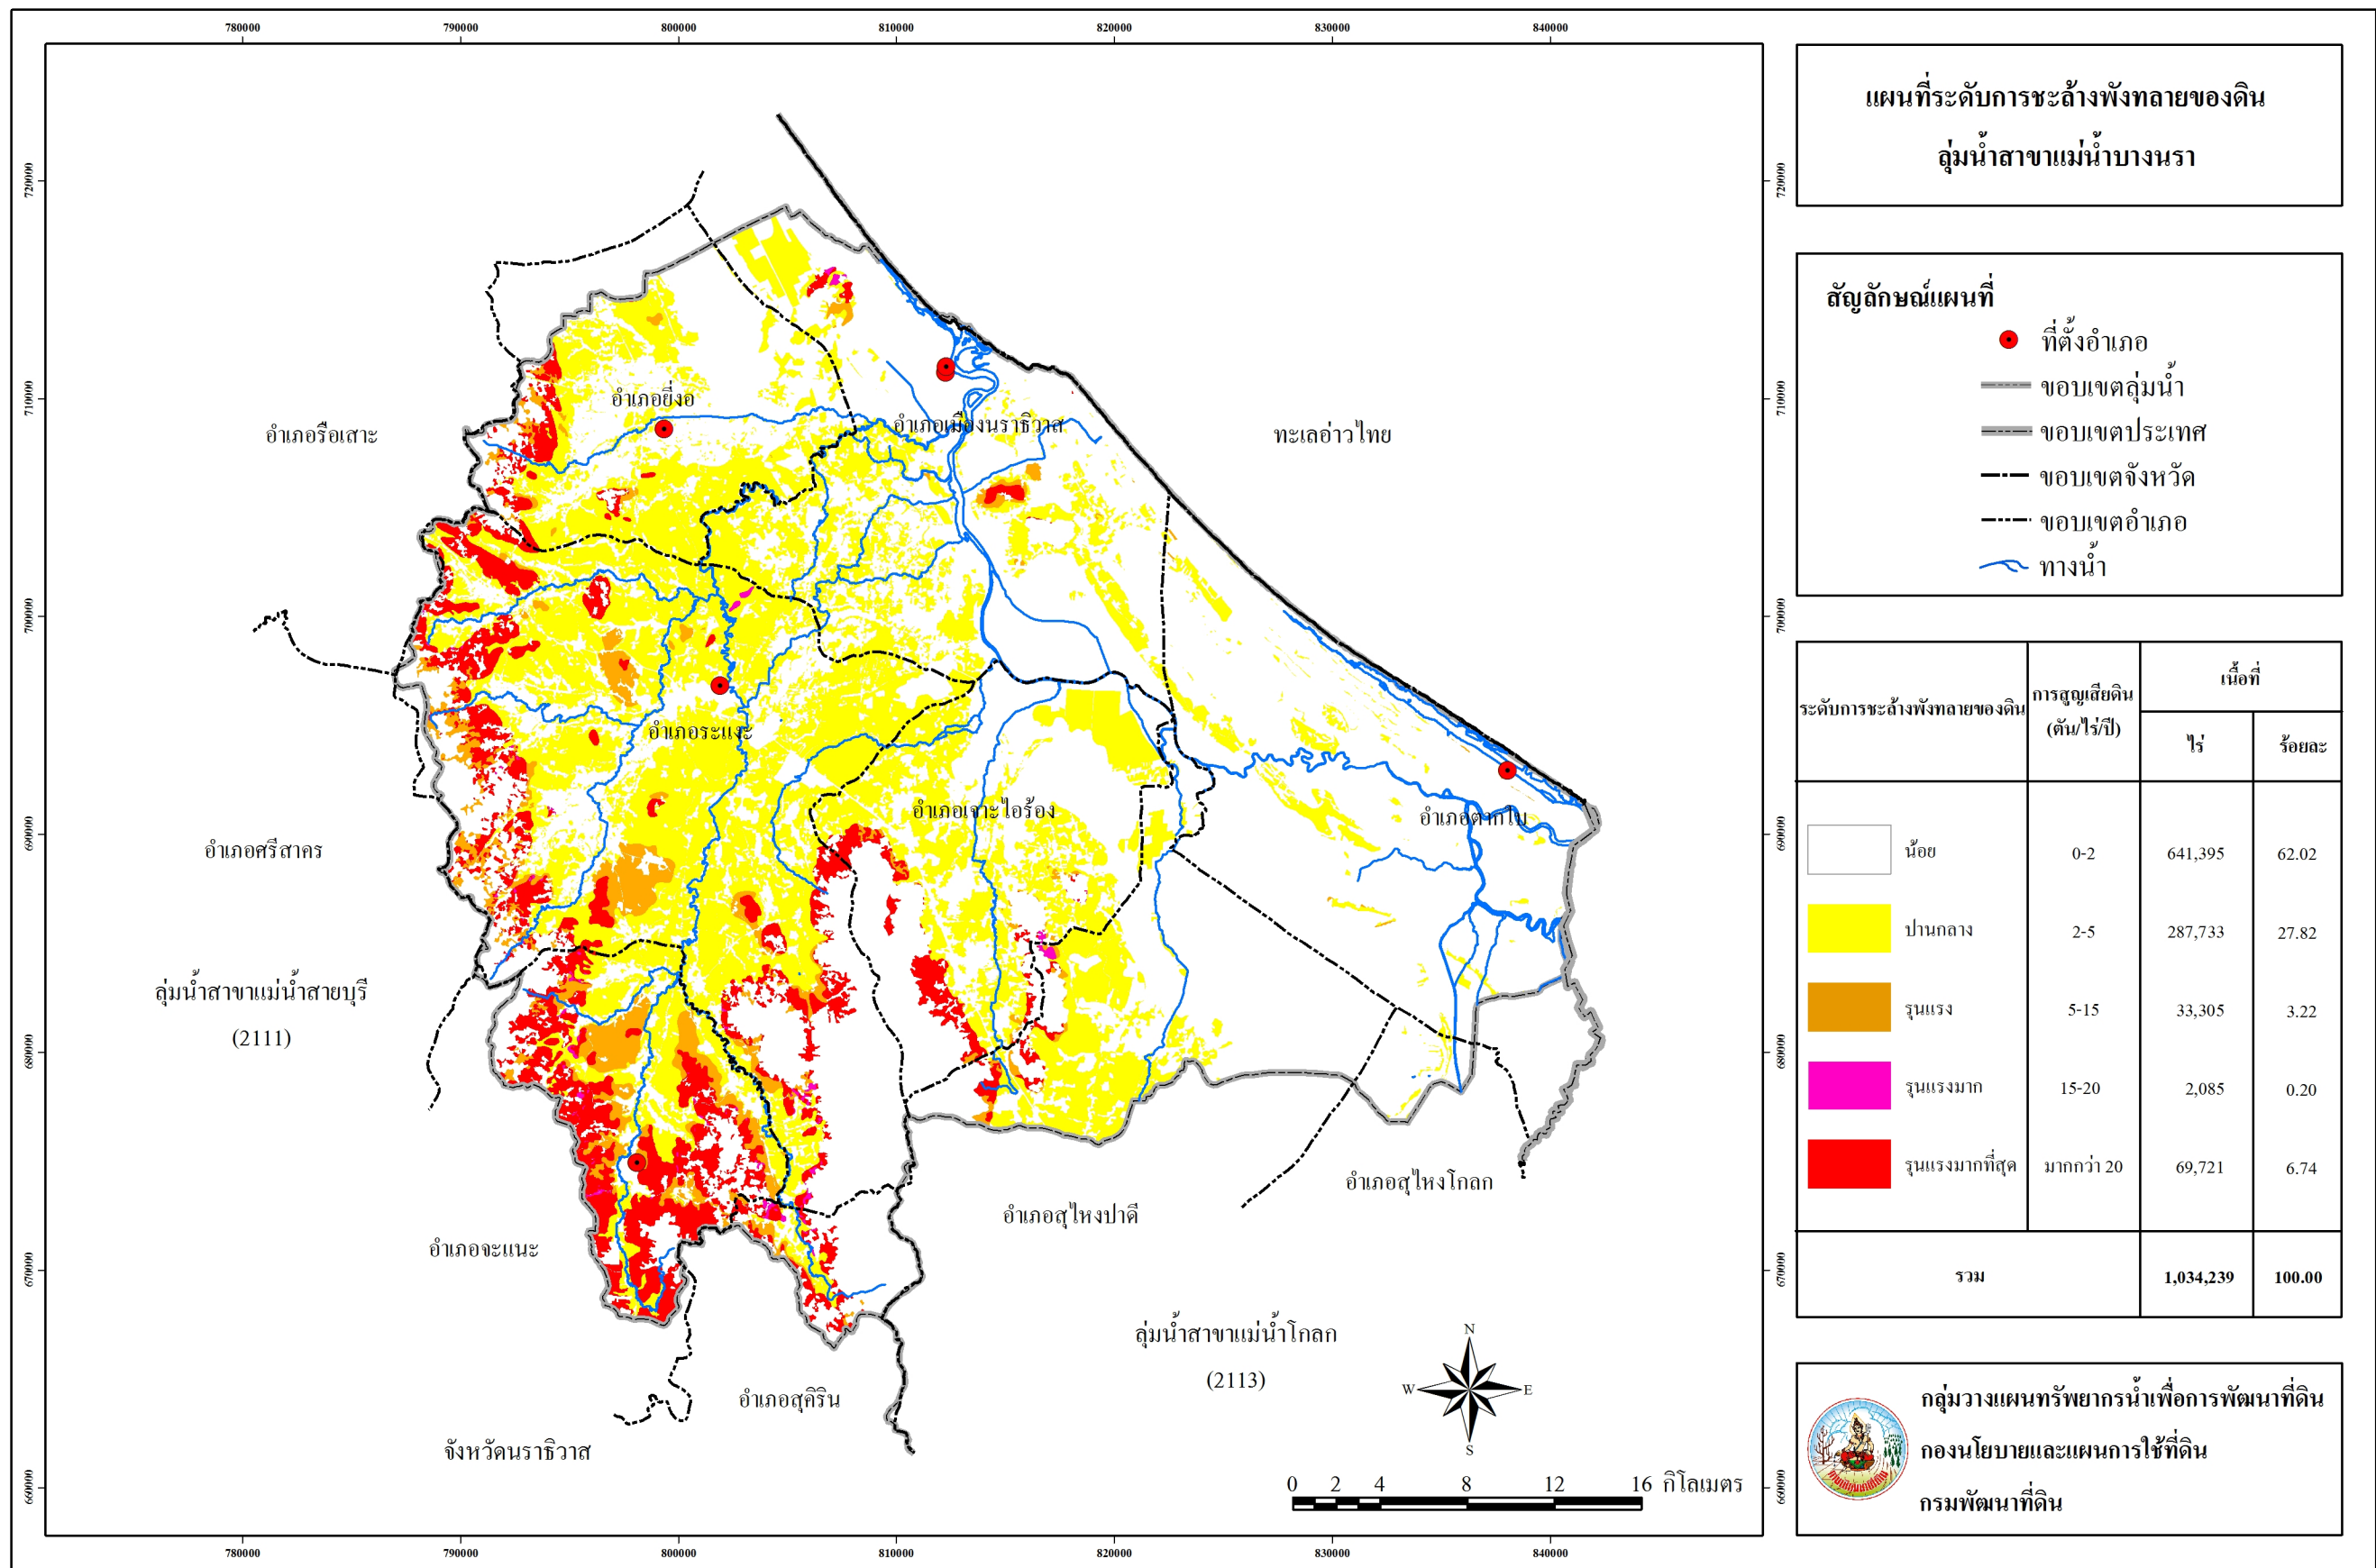 780000 790000 800000 810000 820000 830000 840000
แผนที่ระดับการชะล้างพังทลายของดิน
ลุ่มน้ำสาขาแม่น้ำบางนรา
สัญลักษณ์แผนที่
ที่ตั้งอำเภอ
ขอบเขตลุ่มน้ำ
ขอบเขตประเทศ
ขอบเขตจังหวัด
ขอบเขตอำเภอ
ทางน้ำ
720000 720000
710000 710000
700000 700000
690000 690000
680000 680000
670000 670000
660000 660000
อำเภอยี่งอ
อำเภอเมืองนราธิวาส
อำเภอรือเสาะ
ทะเลอ่าวไทย
อำเภอระแงะ
อำเภอเจาะไอร้อง
อำเภอตากใบ
อำเภอศรีสาคร
ลุ่มน้ำสาขาแม่น้ำสายบุรี
(2111)
อำเภอสุไหงโกลก
อำเภอสุไหงปาดี
อำเภอจะแนะ
ลุ่มน้ำสาขาแม่น้ำโกลก
(2113)
อำเภอสุคิริน
จังหวัดนราธิวาส
N
W E
S
0 2 4 8 12 16 กิโลเมตร
ระดับการชะล้างพังทลายของดิน การสูญเสียดิน (ตัน/ไร่/ปี) เนื้อที่
ไร่ ร้อยละ
น้อย 0-2 641,395 62.02
ปานกลาง 2-5 287,733 27.82
รุนแรง 5-15 33,305 3.22
รุนแรงมาก 15-20 2,085 0.20
รุนแรงมากที่สุด มากกว่า 20 69,721 6.74
รวม 1,034,239 100.00
กลุ่มวางแผนทรัพยากรน้ำเพื่อการพัฒนาที่ดิน
กองนโยบายและแผนการใช้ที่ดิน
กรมพัฒนาที่ดิน
780000 790000 800000 810000 820000 830000 840000